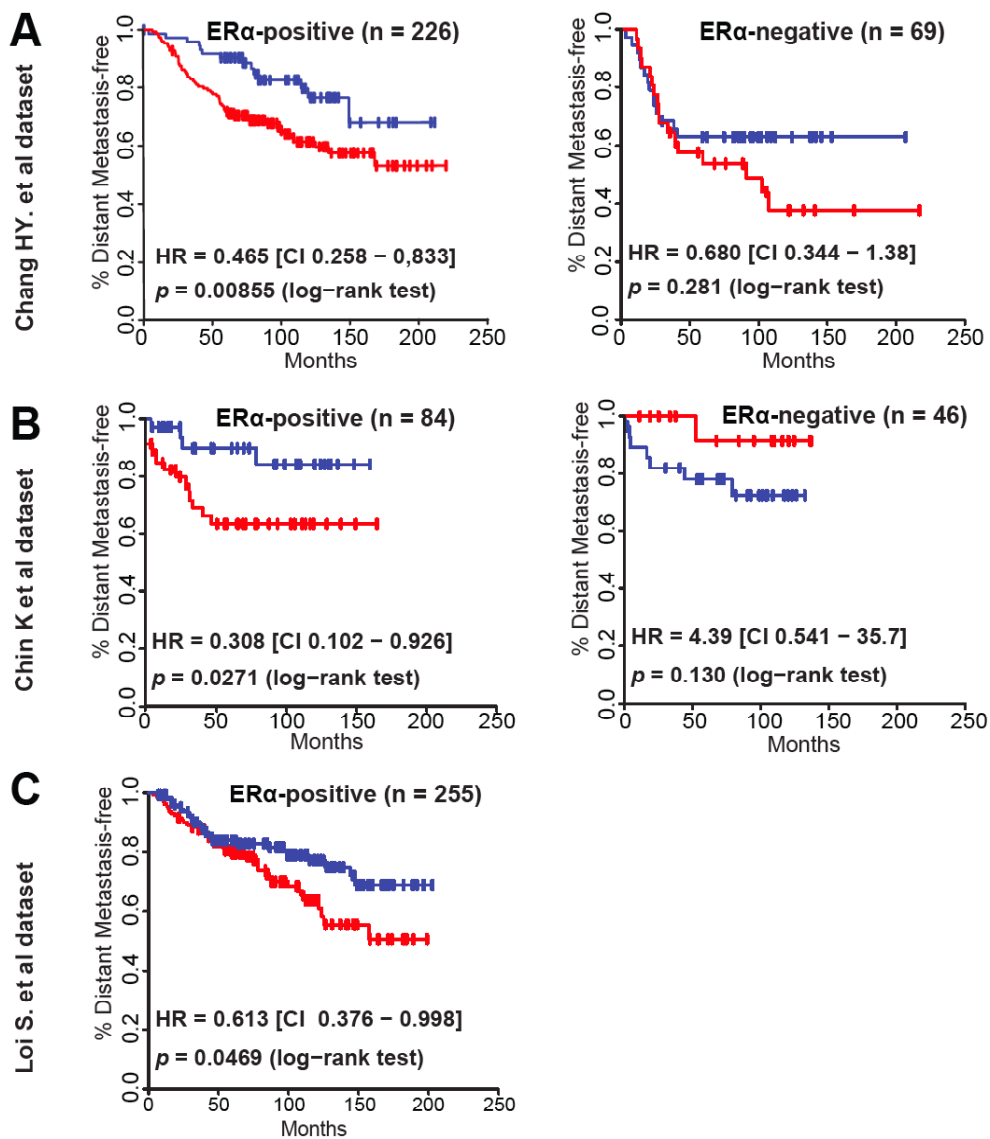 A
Chang HY. et al dataset
ERα-positive (n = 226)
% Distant Metastasis-free
1.0
0.8
0.6
0.4
0.2
0.0
HR = 0.465 [CI 0.258 – 0,833]
p = 0.00855 (log–rank test)
0 50 100 150 200 250
Months
ERα-negative (n = 69)
% Distant Metastasis-free
1.0
0.8
0.6
0.4
0.2
0.0
HR = 0.680 [CI 0.344 – 1.38]
p = 0.281 (log–rank test)
0 50 100 150 200 250
Months
B
Chin K et al dataset
ERα-positive (n = 84)
% Distant Metastasis-free
1.0
0.8
0.6
0.4
0.2
0.0
HR = 0.308 [CI 0.102 – 0.926]
p = 0.0271 (log–rank test)
0 50 100 150 200 250
Months
ERα-negative (n = 46)
% Distant Metastasis-free
1.0
0.8
0.6
0.4
0.2
0.0
HR = 4.39 [CI 0.541 – 35.7]
p = 0.130 (log–rank test)
0 50 100 150 200 250
Months
C
Loi S. et al dataset
ERα-positive (n = 255)
% Distant Metastasis-free
1.0
0.8
0.6
0.4
0.2
0.0
HR = 0.613 [CI 0.376 – 0.998]
p = 0.0469 (log–rank test)
0 50 100 150 200 250
Months